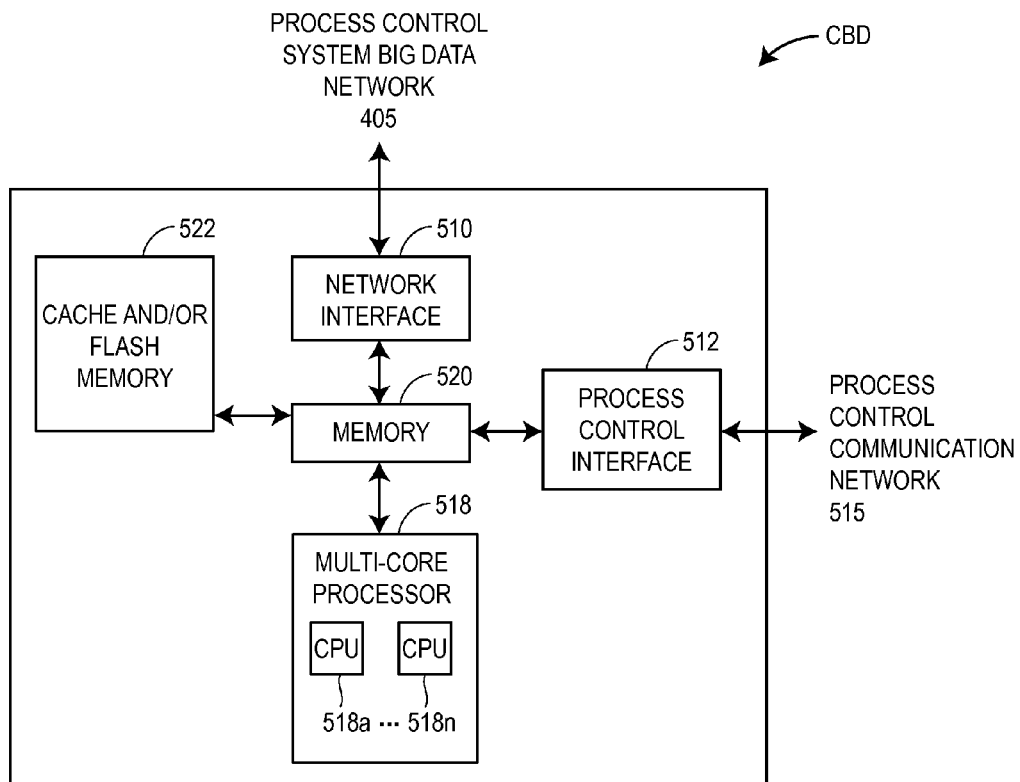 PROCESS CONTROL
SYSTEM BIG DATA
NETWORK
405
CBD
522
CACHE AND/OR
FLASH
MEMORY
510
NETWORK
INTERFACE
520
MEMORY
512
PROCESS
CONTROL
INTERFACE
PROCESS
CONTROL
COMMUNICATION
NETWORK
515
518
MULTI-CORE
PROCESSOR
CPU CPU
518a ... 518n